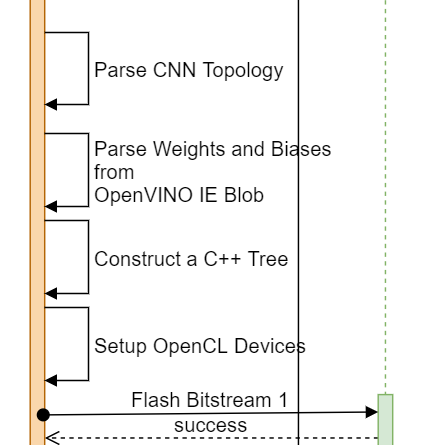 Parse CNN Topology
Parse Weights and Biases
from
OpenVINO IE Blob
Construct a C++ Tree
Setup OpenCL Devices
Flash Bitstream 1
success